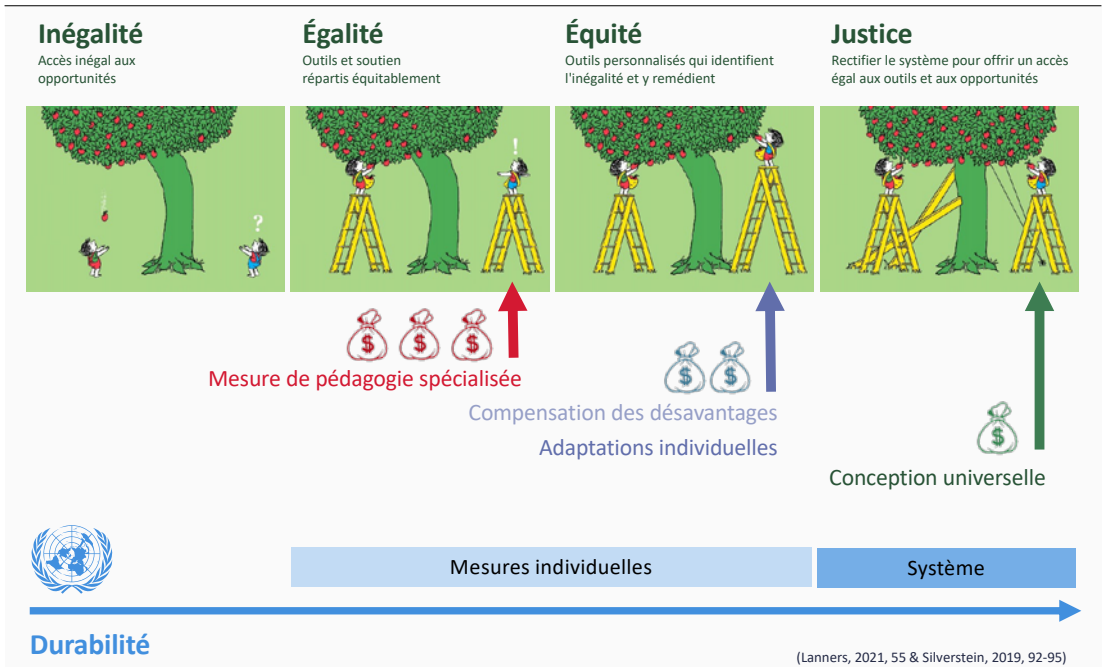 Inégalité
Accès inégal aux
opportunités
Égalité
Outils et soutien
répartis équitablement
Équité
Outils personnalisés qui identifient
l'inégalité et y remédient
Justice
Rectifier le système pour offrir un accès
égal aux outils et aux opportunités
?
!
$ $ $
Mesure de pédagogie spécialisée
$ $
Compensation des désavantages
Adaptations individuelles
$
Conception universelle
Mesures individuelles
Système
Durabilité
(Lanners, 2021, 55 & Silverstein, 2019, 92-95)